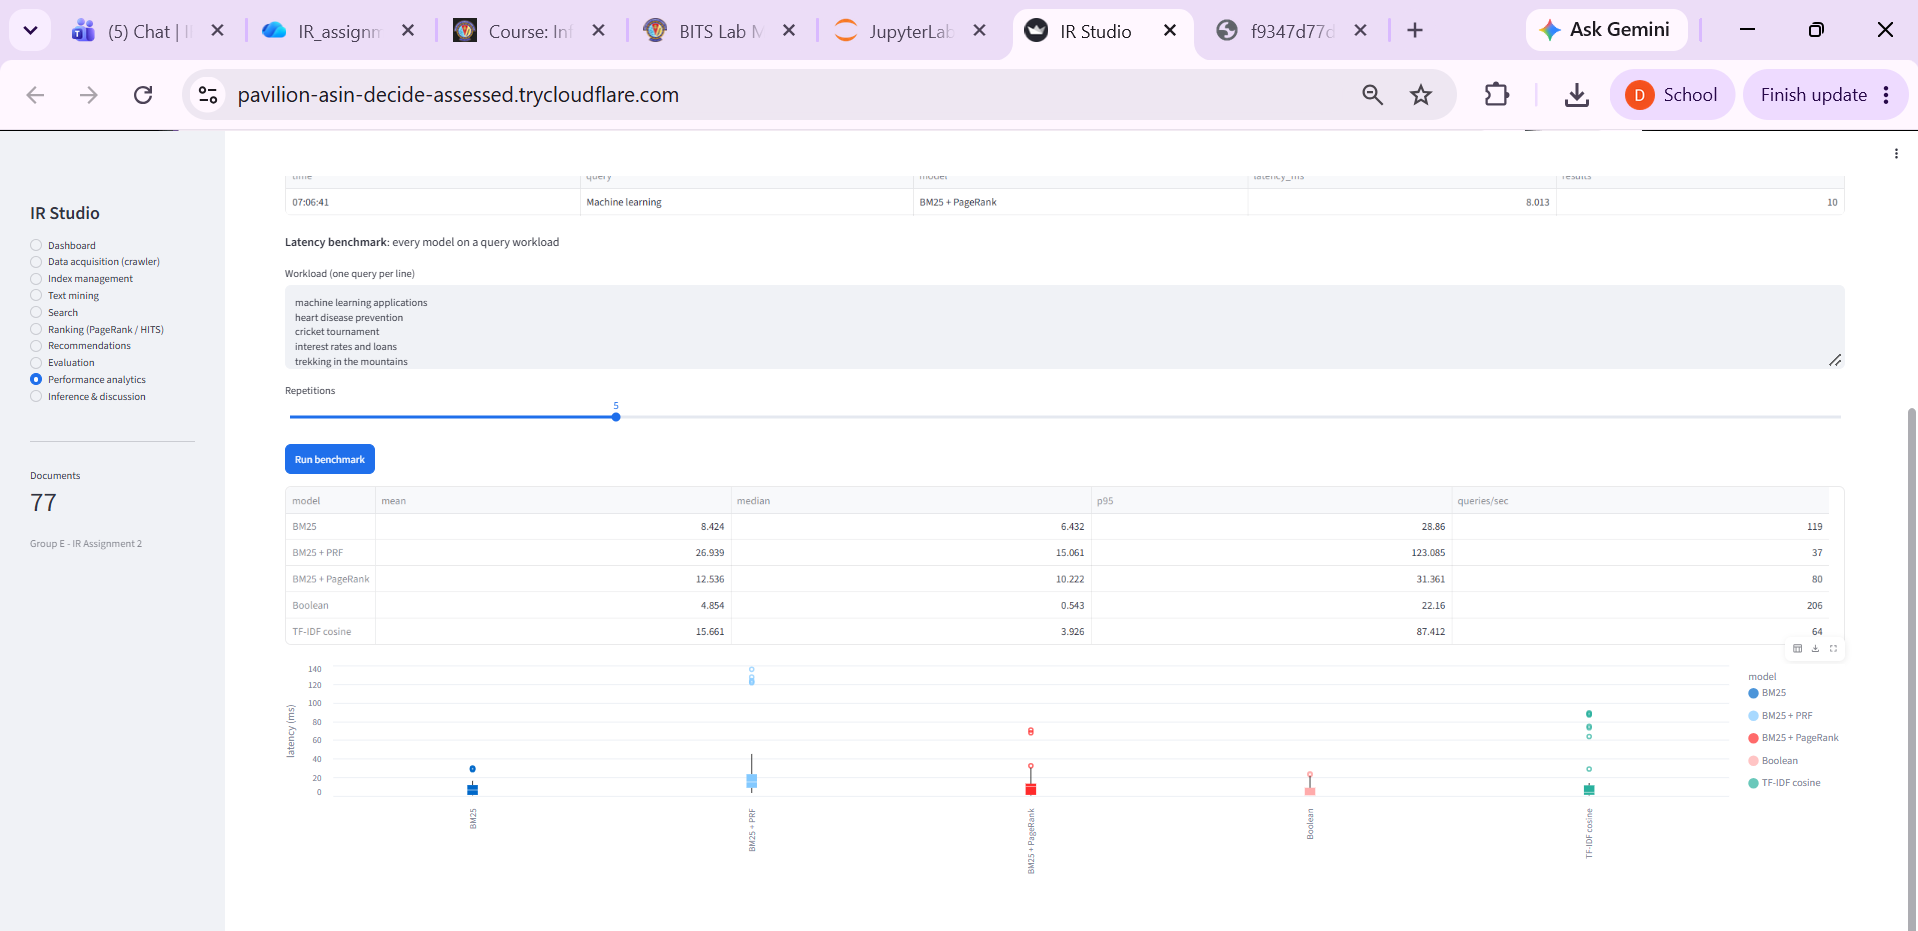 (5) Chat | I
IR_assignm
Course: Inf
BITS Lab M
JupyterLab
IR Studio
f9347d77d
Ask Gemini
pavilion-asin-decide-assessed.trycloudflare.com
D School
Finish update
IR Studio
Dashboard
Data acquisition (crawler)
Index management
Text mining
Search
Ranking (PageRank / HITS)
Recommendations
Evaluation
Performance analytics
Inference & discussion
Documents
77
Group E - IR Assignment 2
time query model latency_ms results
07:06:41 Machine learning BM25 + PageRank 8.013 10
Latency benchmark: every model on a query workload
Workload (one query per line)
machine learning applications
heart disease prevention
cricket tournament
interest rates and loans
trekking in the mountains
Repetitions
5
Run benchmark
model mean median p95 queries/sec
BM25 8.424 6.432 28.86 119
BM25 + PRF 26.939 15.061 123.085 37
BM25 + PageRank 12.536 10.222 31.361 80
Boolean 4.854 0.543 22.16 206
TF-IDF cosine 15.661 3.926 87.412 64
latency (ms)
140
120
100
80
60
40
20
0
BM25
BM25 + PRF
BM25 + PageRank
Boolean
TF-IDF cosine
model
BM25
BM25 + PRF
BM25 + PageRank
Boolean
TF-IDF cosine